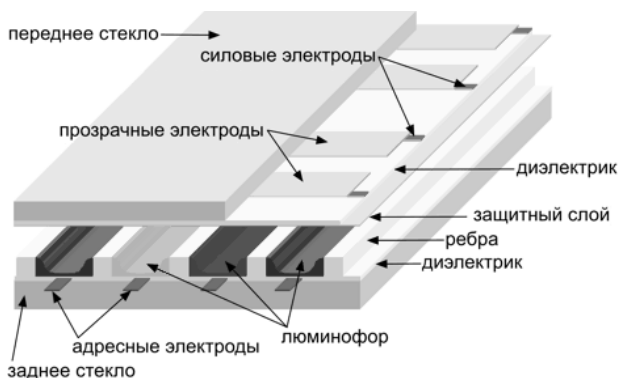 переднее стекло
силовые электроды
прозрачные электроды
диэлектрик
защитный слой
ребра
диэлектрик
люминофор
адресные электроды
заднее стекло